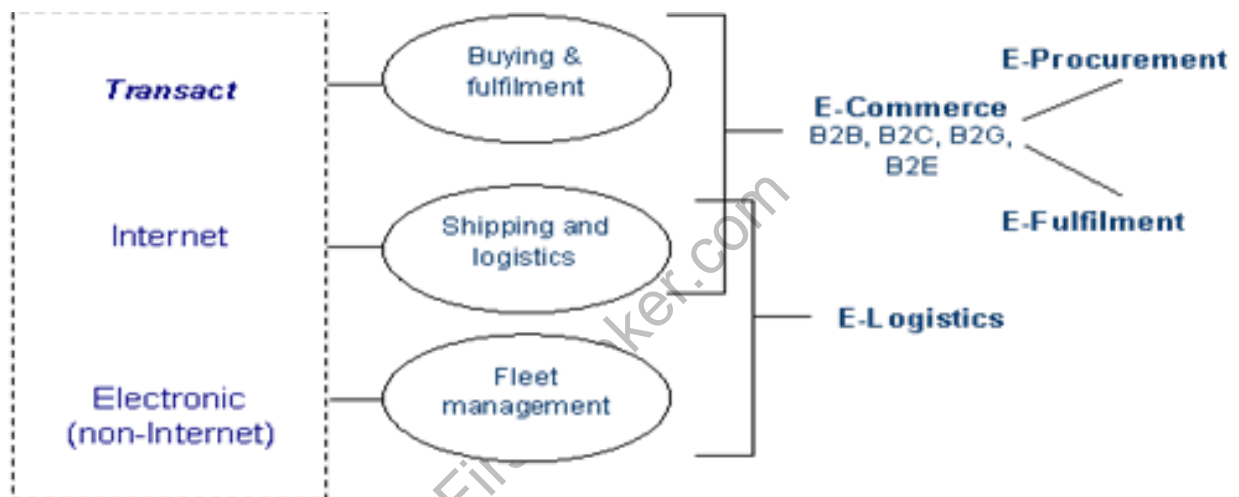 Transact
Internet
Electronic
(non-Internet)
Buying &
fulfilment
Shipping and
logistics
Fleet
management
E-Commerce
B2B, B2C, B2G,
B2E
E-Logistics
E-Procurement
E-Fulfilment